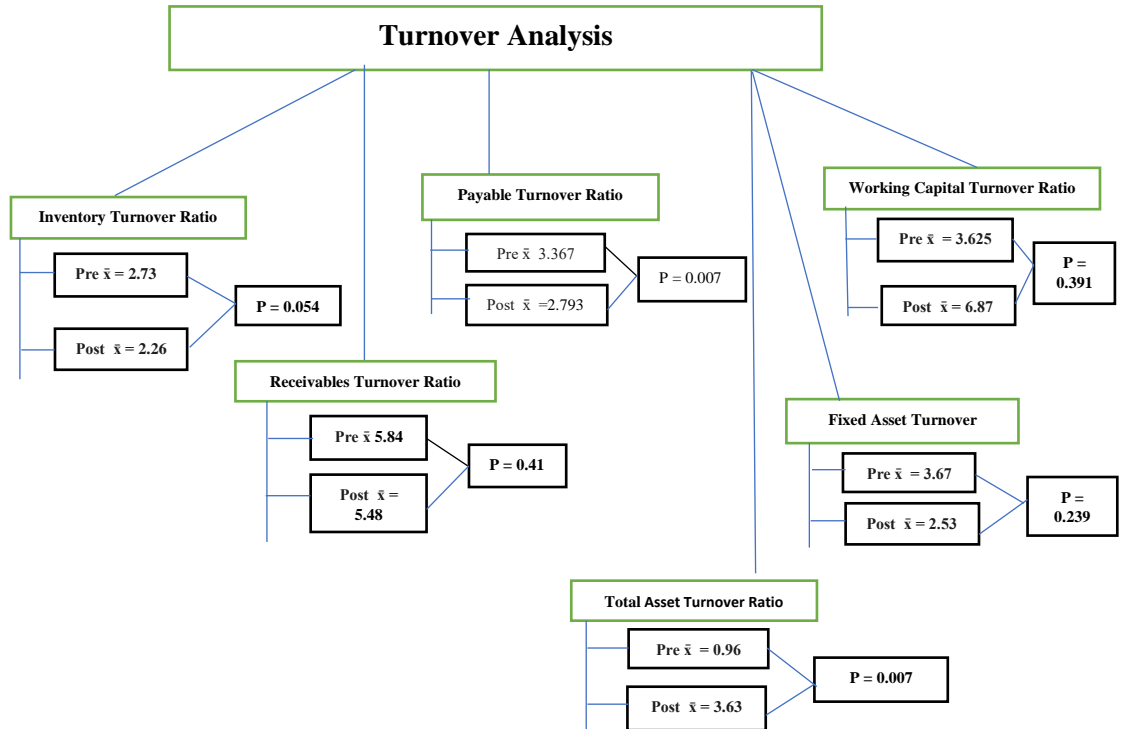 Turnover Analysis
Inventory Turnover Ratio
Pre x̄ = 2.73
Post x̄ = 2.26
P = 0.054
Receivables Turnover Ratio
Pre x̄ 5.84
Post x̄ =
5.48
P = 0.41
Payable Turnover Ratio
Pre x̄ 3.367
Post x̄ =2.793
P = 0.007
Working Capital Turnover Ratio
Pre x̄ = 3.625
Post x̄ = 6.87
P =
0.391
Fixed Asset Turnover
Pre x̄ = 3.67
Post x̄ = 2.53
P =
0.239
Total Asset Turnover Ratio
Pre x̄ = 0.96
Post x̄ = 3.63
P = 0.007